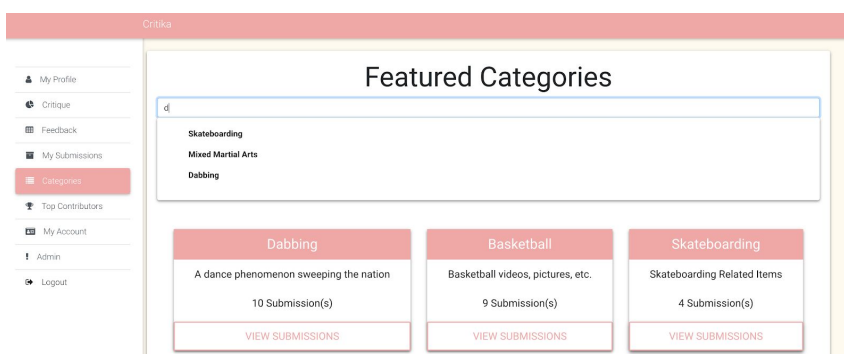 Critika
My Profile
Critique
Feedback
My Submissions
Categories
Top Contributors
My Account
Admin
Logout
Featured Categories
d
Skateboarding
Mixed Martial Arts
Dabbing
Dabbing
A dance phenomenon sweeping the nation
10 Submission(s)
VIEW SUBMISSIONS
Basketball
Basketball videos, pictures, etc.
9 Submission(s)
VIEW SUBMISSIONS
Skateboarding
Skateboarding Related Items
4 Submission(s)
VIEW SUBMISSIONS